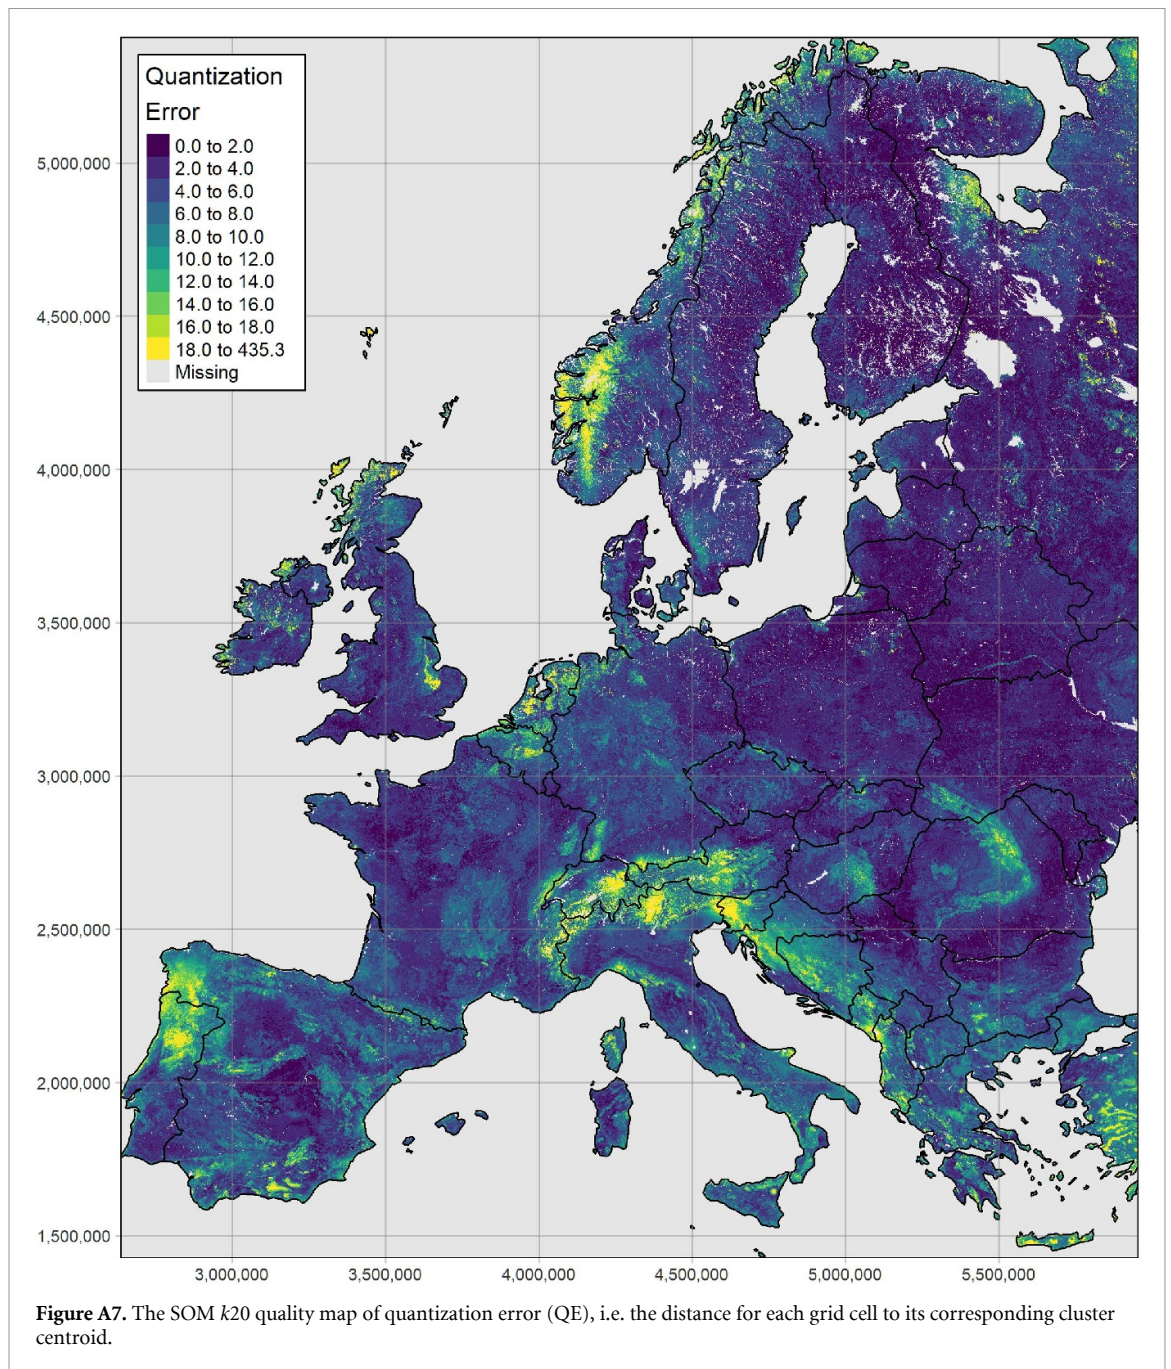 Quantization
Error
0.0 to 2.0
2.0 to 4.0
4.0 to 6.0
6.0 to 8.0
8.0 to 10.0
10.0 to 12.0
12.0 to 14.0
14.0 to 16.0
16.0 to 18.0
18.0 to 435.3
Missing
5,000,000
4,500,000
4,000,000
3,500,000
3,000,000
2,500,000
2,000,000
1,500,000
3,000,000 3,500,000 4,000,000 4,500,000 5,000,000 5,500,000
Figure A7. The SOM k20 quality map of quantization error (QE), i.e. the distance for each grid cell to its corresponding cluster
centroid.